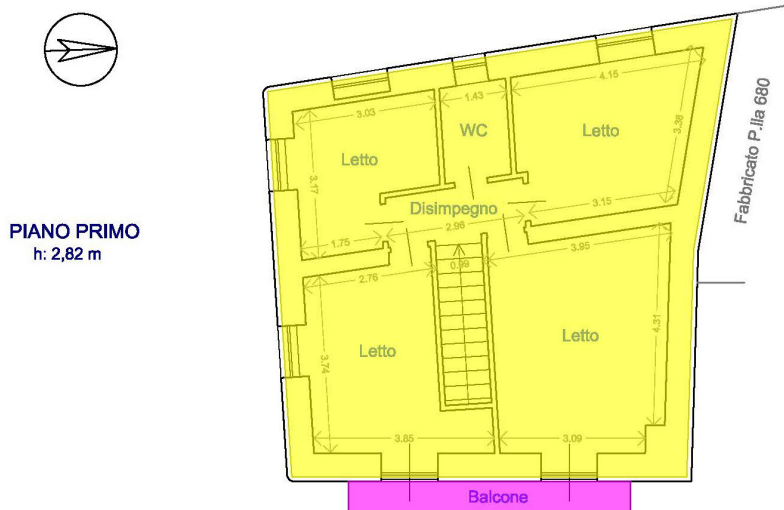 Fabbricato P.lla 680
4.15
1.43
3.03
WC
Letto
Letto
3.38
3.17
Disimpegno
3.15
1.75
2.96
3.95
PIANO PRIMO
h: 2,82 m
2.76
0.99
4.31
Letto
Letto
3.74
3.85
3.09
Balcone